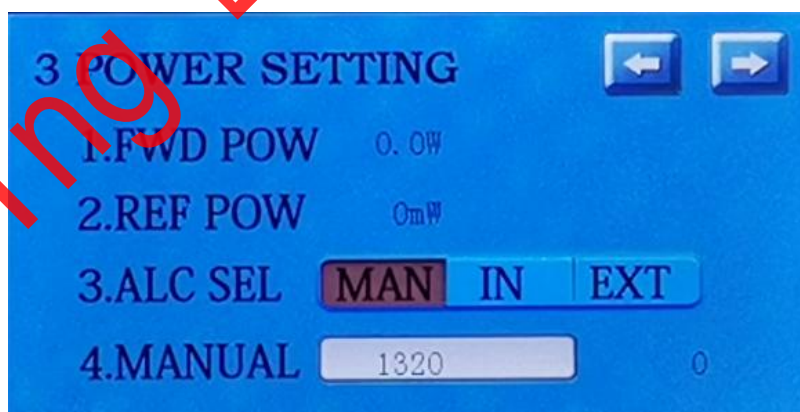 3 POWER SETTING
1.FWD POW 0.0W
2.REF POW 0mW
3.ALC SEL MAN IN EXT
4.MANUAL 1320 0